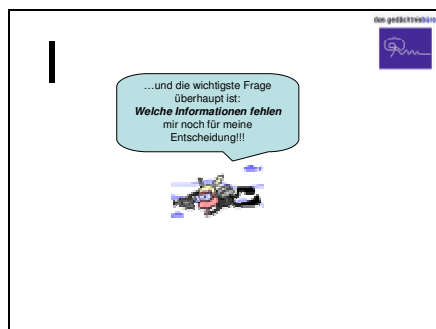 das gedächtnisbüro
…und die wichtigste Frage
überhaupt ist:
Welche Informationen fehlen
mir noch für meine
Entscheidung!!!